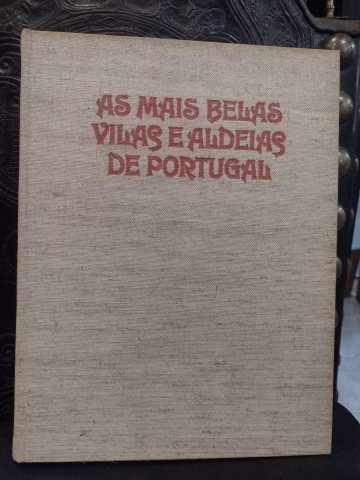 AS MAIS BELAS
VILAS E ALDEIAS
DE PORTUGAL